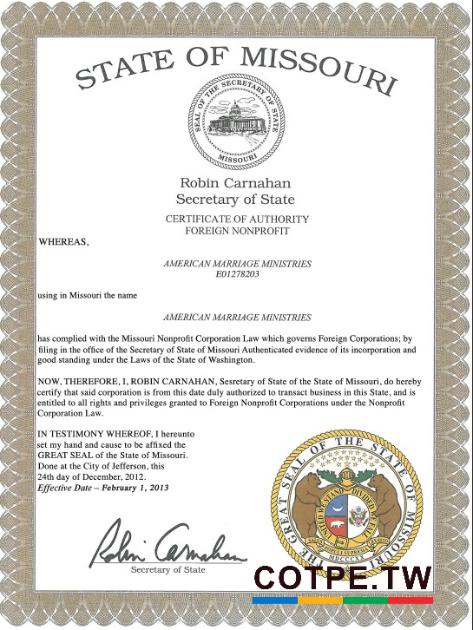 STATE OF MISSOURI
SEAL OF THE SECRETARY OF STATE
MISSOURI
Robin Carnahan
Secretary of State
CERTIFICATE OF AUTHORITY
FOREIGN NONPROFIT
WHEREAS,
AMERICAN MARRIAGE MINISTRIES
E01278203
using in Missouri the name
AMERICAN MARRIAGE MINISTRIES
has complied with the Missouri Nonprofit Corporation Law which governs Foreign Corporations; by
filing in the office of the Secretary of State of Missouri Authenticated evidence of its incorporation and
good standing under the Laws of the State of Washington.
NOW, THEREFORE, I, ROBIN CARNAHAN, Sesretary of State of the State of Missouri, do hereby
certify that said corporation is from this date duly authorized to transact business in this State, and is
entitled to all rights and privileges granted to Foreign Nonprofit Corporations under the Nonprofit
Corporation Law.
IN TESTIMONY WHEREOF, I hereunto
set my hand and cause to be affixed the
GREAT SEAL of the State of Missouri.
Done at the City of Jefferson, this
24th day of December, 2012.
Effective Date – February 1, 2013
THE GREAT SEAL OF THE STATE OF MISSOURI
UNITED WE STAND DIVIDED WE FALL
MDCCCXX
Robin Carnahan
Secretary of State
COTPE.TW